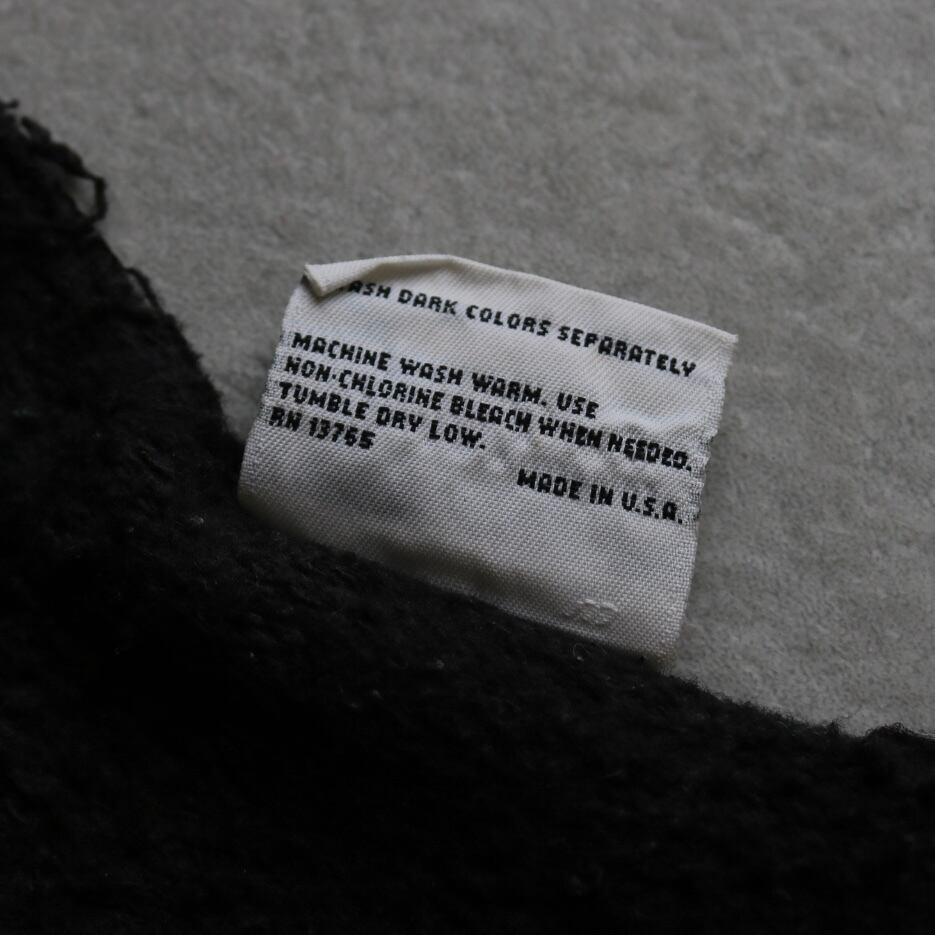 WASH DARK COLORS SEPARATELY
MACHINE WASH WARM. USE
NON-CHLORINE BLEACH WHEN NEEDED.
TUMBLE DRY LOW.
RN 13765
MADE IN U.S.A.